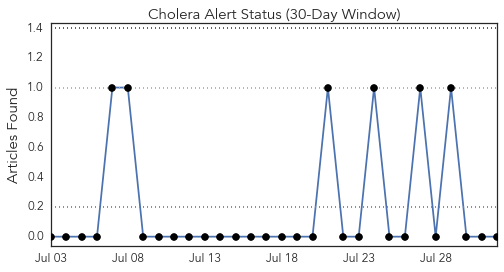 Cholera Alert Status (30-Day Window)
Articles Found
1.4
1.2
1.0
0.8
0.6
0.4
0.2
0.0
Jul 03 Jul 08 Jul 13 Jul 18 Jul 23 Jul 28